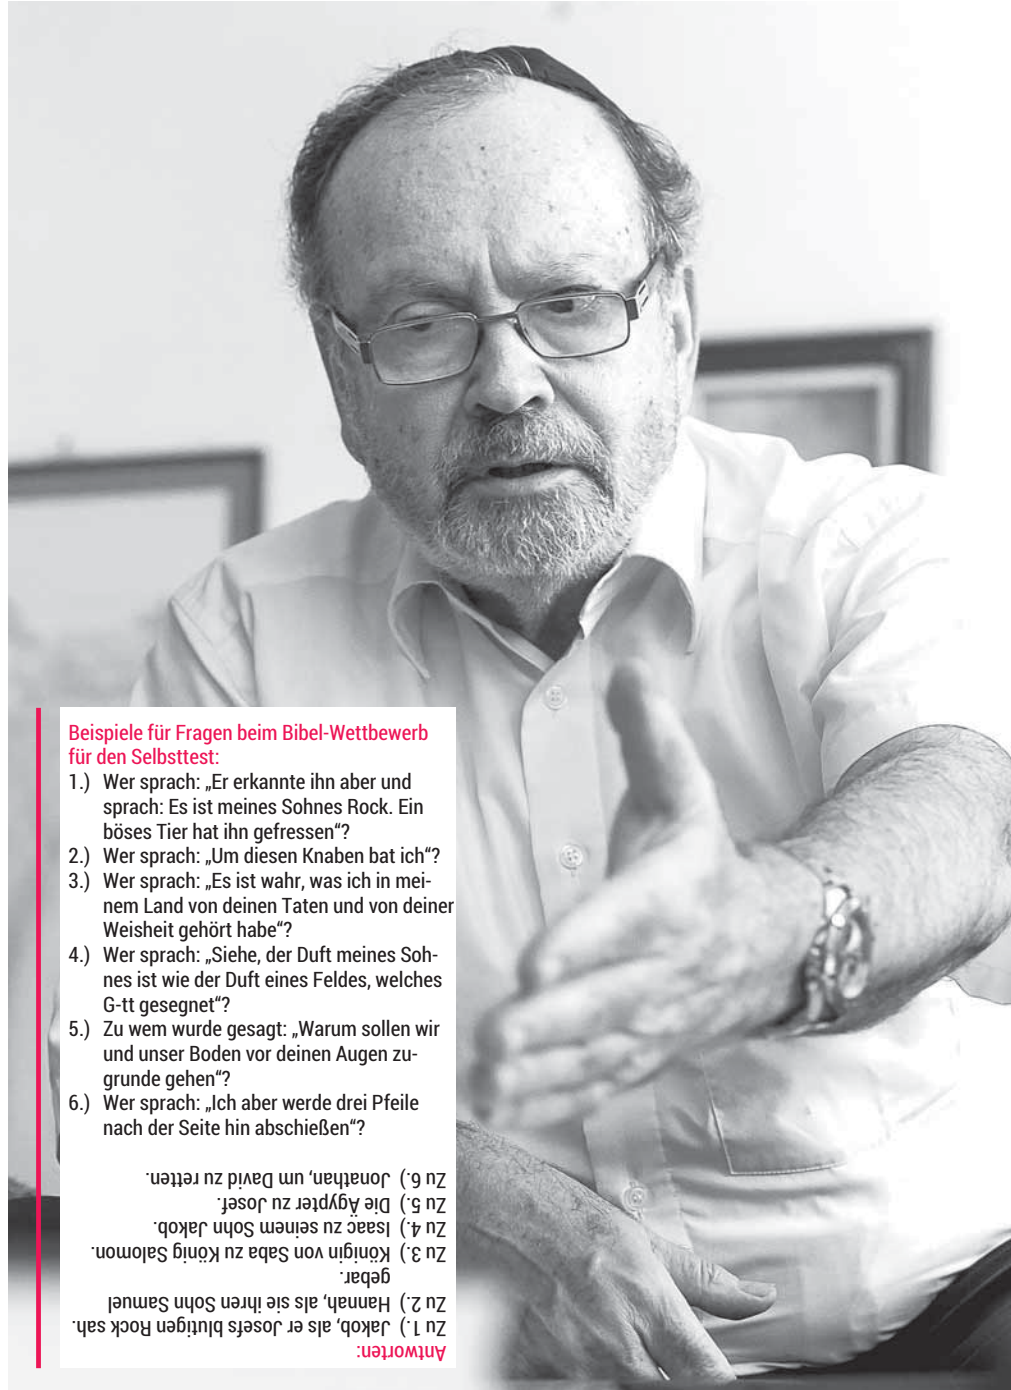 Beispiele für Fragen beim Bibel-Wettbewerb
für den Selbsttest:
1.) Wer sprach: „Er erkannte ihn aber und
sprach: Es ist meines Sohnes Rock. Ein
böses Tier hat ihn gefressen“?
2.) Wer sprach: „Um diesen Knaben bat ich“?
3.) Wer sprach: „Es ist wahr, was ich in mei-
nem Land von deinen Taten und von deiner
Weisheit gehört habe“?
4.) Wer sprach: „Siehe, der Duft meines Soh-
nes ist wie der Duft eines Feldes, welches
G-tt gesegnet“?
5.) Zu wem wurde gesagt: „Warum sollen wir
und unser Boden vor deinen Augen zu-
grunde gehen“?
6.) Wer sprach: „Ich aber werde drei Pfeile
nach der Seite hin abschießen“?
Antworten:
Zu 1.) Jakob, als er Josefs blutigen Rock sah.
Zu 2.) Hannah, als sie ihren Sohn Samuel
gebar.
Zu 3.) Königin von Saba zu König Salomon.
Zu 4.) Isaac zu seinem Sohn Jakob.
Zu 5.) Die Ägypter zu Josef.
Zu 6.) Jonathan, um David zu retten.